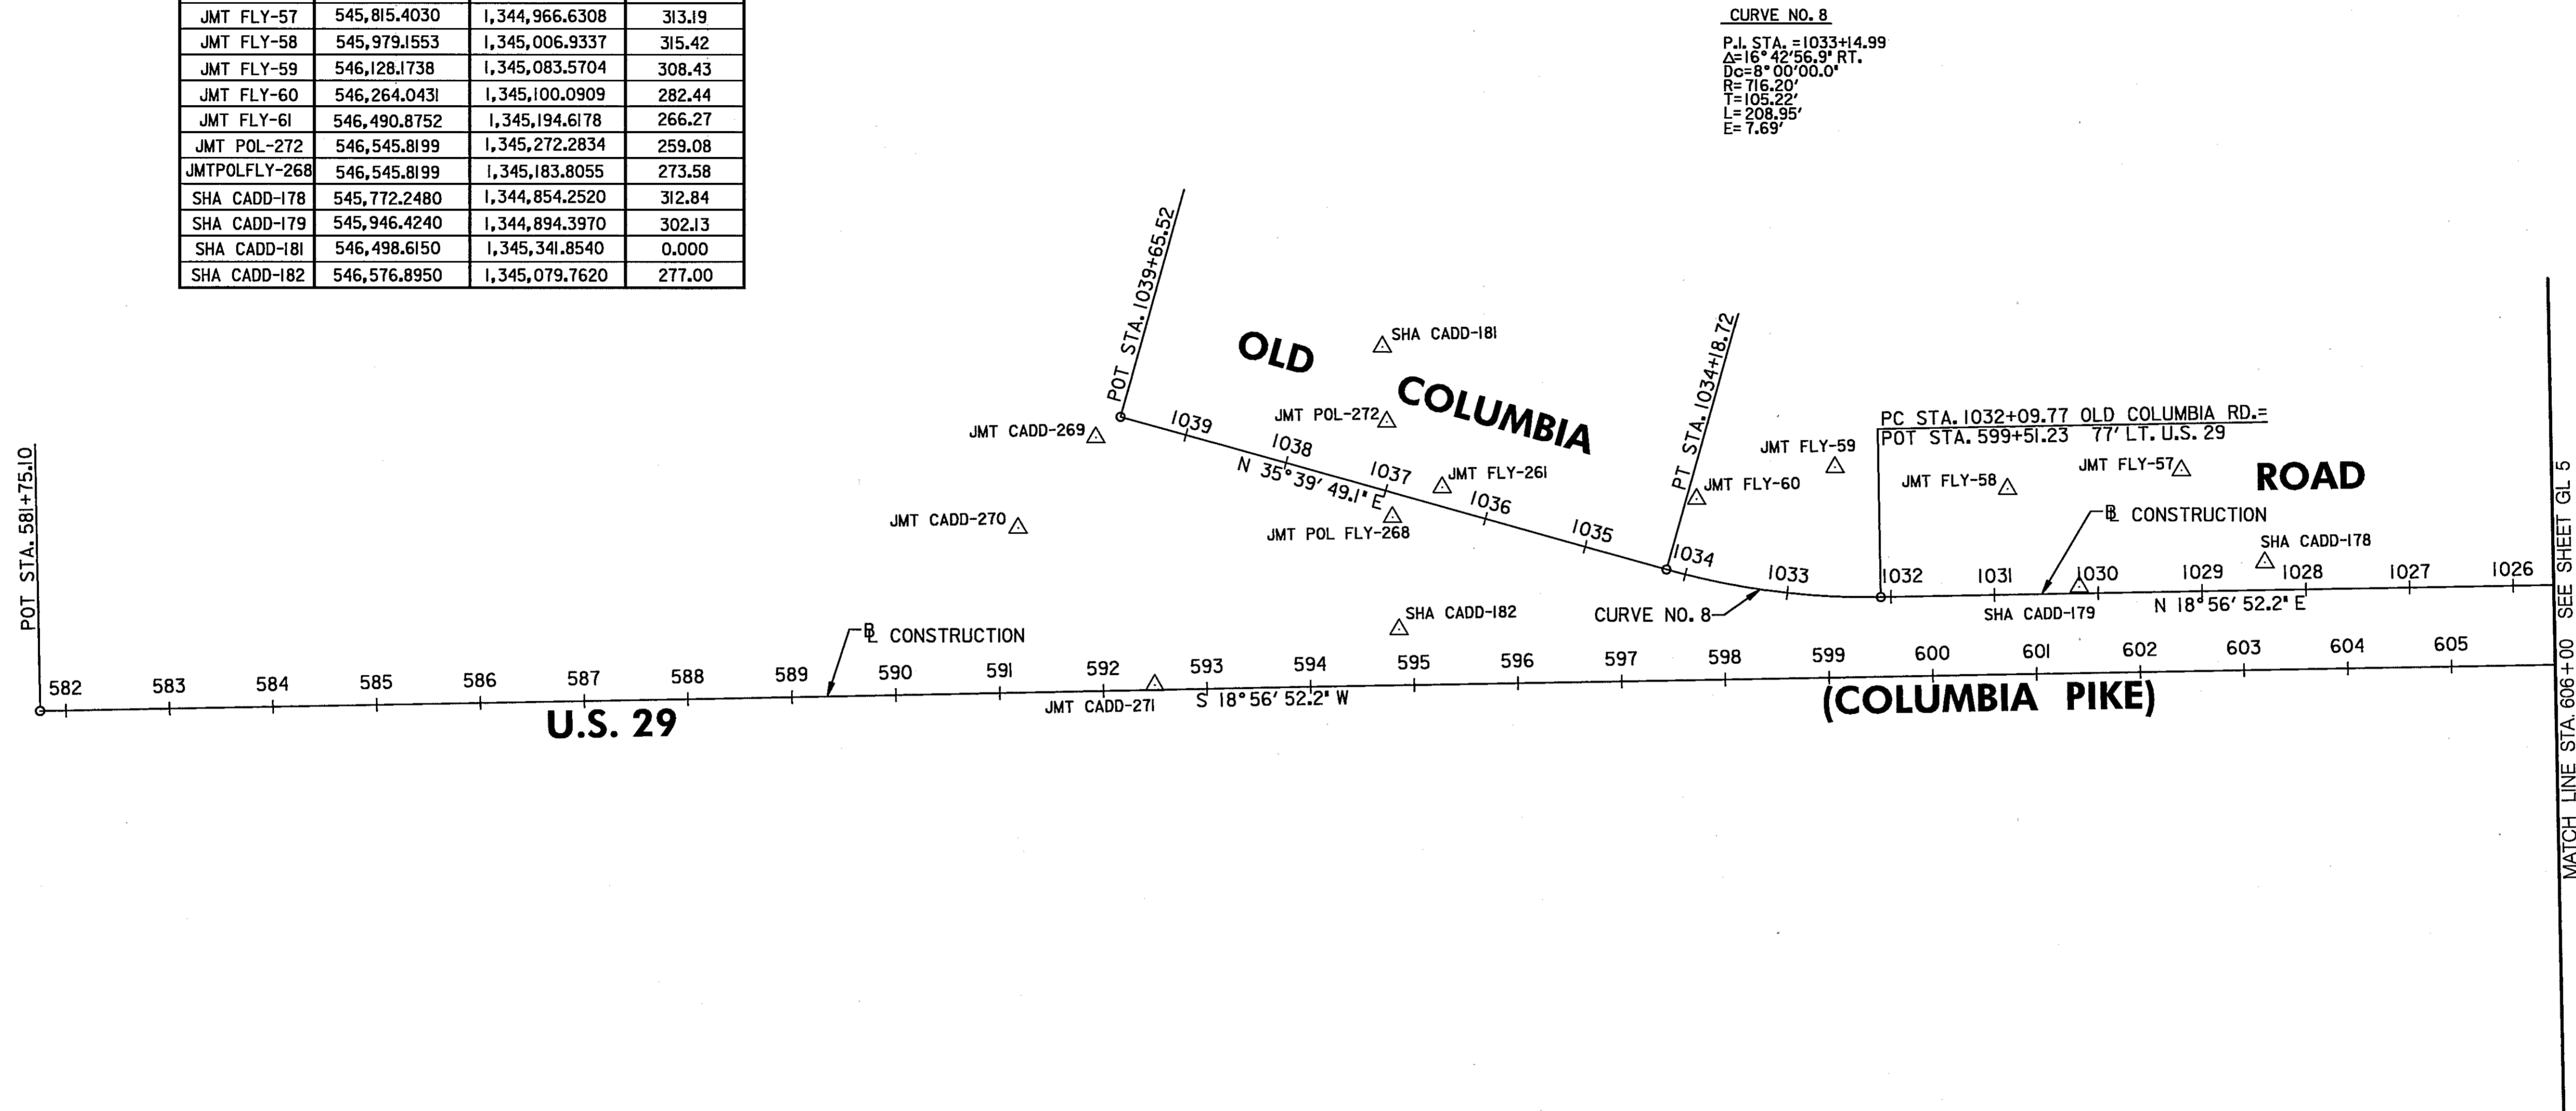 JMT FLY-57 545,815.4030 1,344,966.6308 313.19
JMT FLY-58 545,979.1553 1,345,006.9337 315.42
JMT FLY-59 546,128.1738 1,345,083.5704 308.43
JMT FLY-60 546,264.0431 1,345,100.0909 282.44
JMT FLY-61 546,490.8752 1,345,194.6178 266.27
JMT POL-272 546,545.8199 1,345,272.2834 259.08
JMTPOLFLY-268 546,545.8199 1,345,183.8055 273.58
SHA CADD-178 545,772.2480 1,344,854.2520 312.84
SHA CADD-179 545,946.4240 1,344,894.3970 302.13
SHA CADD-181 546,498.6150 1,345,341.8540 0.000
SHA CADD-182 546,576.8950 1,345,079.7620 277.00
CURVE NO. 8
P.I. STA. =1033+14.99
Δ=16°42'56.9" RT.
Dc=8°00'00.0"
R= 716.20'
T=105.22'
L= 208.95'
E= 7.69'
POT STA. 1039+65.52
SHA CADD-181
OLD
COLUMBIA
ROAD
PT STA. 1034+18.72
JMT POL-272
JMT CADD-269
1039
1038
1037
1036
1035
1034
1033
1032
1031
1030
1029
1028
1027
1026
N 35°39' 49.1" E
JMT FLY-261
JMT FLY-59
JMT FLY-60
PC STA. 1032+09.77 OLD COLUMBIA RD.=
POT STA. 599+51.23 77' LT. U.S. 29
JMT FLY-58
JMT FLY-57
JMT CADD-270
JMT POL FLY-268
BL CONSTRUCTION
SHA CADD-178
SHA CADD-179
N 18°56' 52.2" E
SHA CADD-182
CURVE NO. 8
POT STA. 581+75.10
BL CONSTRUCTION
582 583 584 585 586 587 588 589 590 591 592 593 594 595 596 597 598 599 600 601 602 603 604 605
JMT CADD-271
S 18°56' 52.2" W
U.S. 29
(COLUMBIA PIKE)
MATCH LINE STA. 606+00 SEE SHEET GL 5